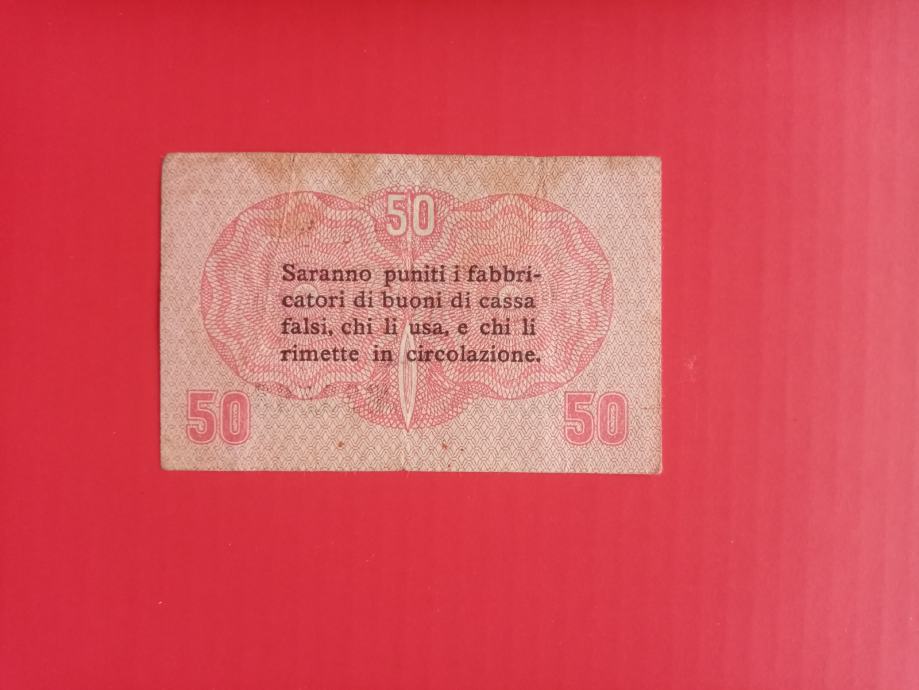 50
Saranno puniti i fabbri-
catori di buoni di cassa
falsi, chi li usa, e chi li
rimette in circolazione.
50 50